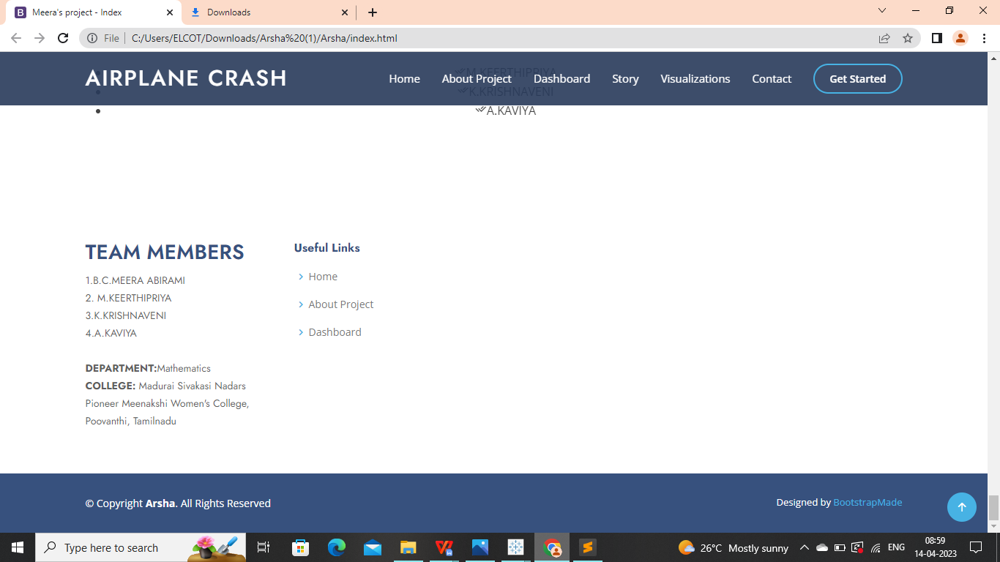 Meera's project - Index
Downloads
File
C:/Users/ELCOT/Downloads/Arsha%20(1)/Arsha/index.html
AIRPLANE CRASH
Home
About Project
Dashboard
Story
Visualizations
Contact
Get Started
M.KEERTHIPRIYA
K.KRISHNAVENI
A.KAVIYA
TEAM MEMBERS
1.B.C.MEERA ABIRAMI
2. M.KEERTHIPRIYA
3.K.KRISHNAVENI
4.A.KAVIYA
DEPARTMENT:Mathematics
COLLEGE: Madurai Sivakasi Nadars
Pioneer Meenakshi Women's College,
Poovanthi, Tamilnadu
Useful Links
Home
About Project
Dashboard
© Copyright Arsha. All Rights Reserved
Designed by BootstrapMade
Type here to search
26°C Mostly sunny
ENG
08:59
14-04-2023